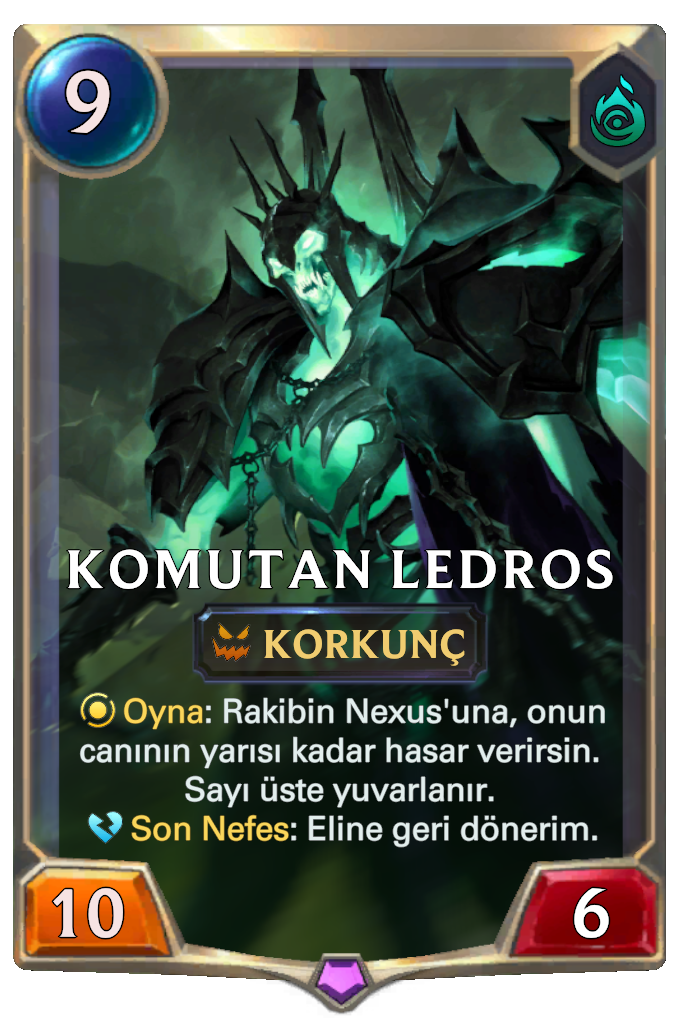 9
KOMUTAN LEDROS
KORKUNÇ
Oyna: Rakibin Nexus'una, onun
canının yarısı kadar hasar verirsin.
Sayı üste yuvarlanır.
Son Nefes: Eline geri dönerim.
10
6